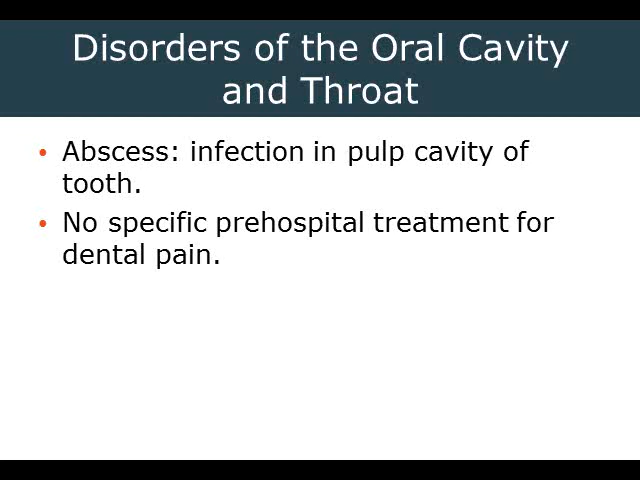 Disorders of the Oral Cavity
and Throat
• Abscess: infection in pulp cavity of
tooth.
• No specific prehospital treatment for
dental pain.